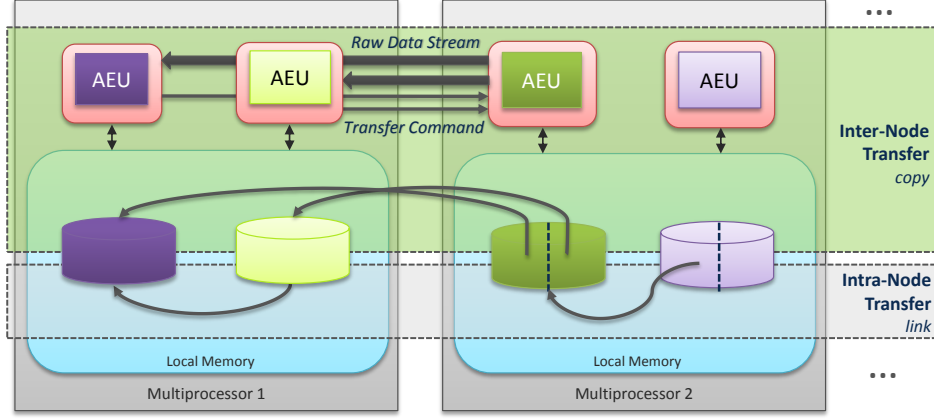 ...
Raw Data Stream
AEU
AEU
AEU
AEU
Transfer Command
Inter-Node
Transfer
copy
Intra-Node
Transfer
link
Local Memory
Local Memory
Multiprocessor 1
Multiprocessor 2
...